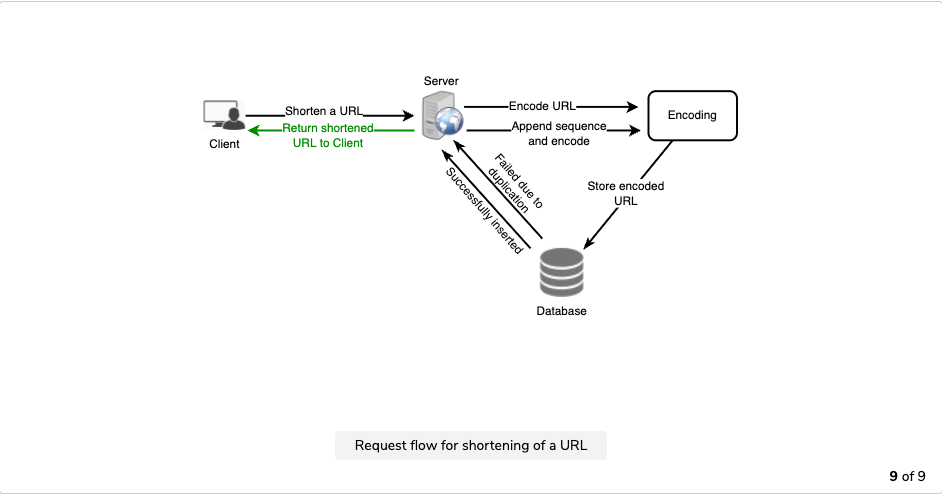 Server
Shorten a URL
Encode URL
Encoding
Return shortened
URL to Client
Append sequence
and encode
Client
Failed due to
duplication
Successfully inserted
Store encoded
URL
Database
Request flow for shortening of a URL
9 of 9